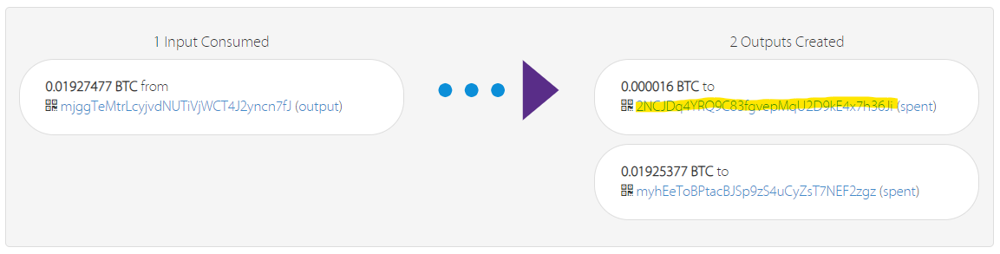 1 Input Consumed
0.01927477 BTC from
mjggTeMtrLcyjvdNUTiVjWCT4J2yncn7fJ (output)
2 Outputs Created
0.000016 BTC to
2NCJDq4YRQ9C83fgvepMqU2D9kE4x7h36Ji (spent)
0.01925377 BTC to
myhEeToBPtacBJSp9zS4uCyZsT7NEF2zgz (spent)